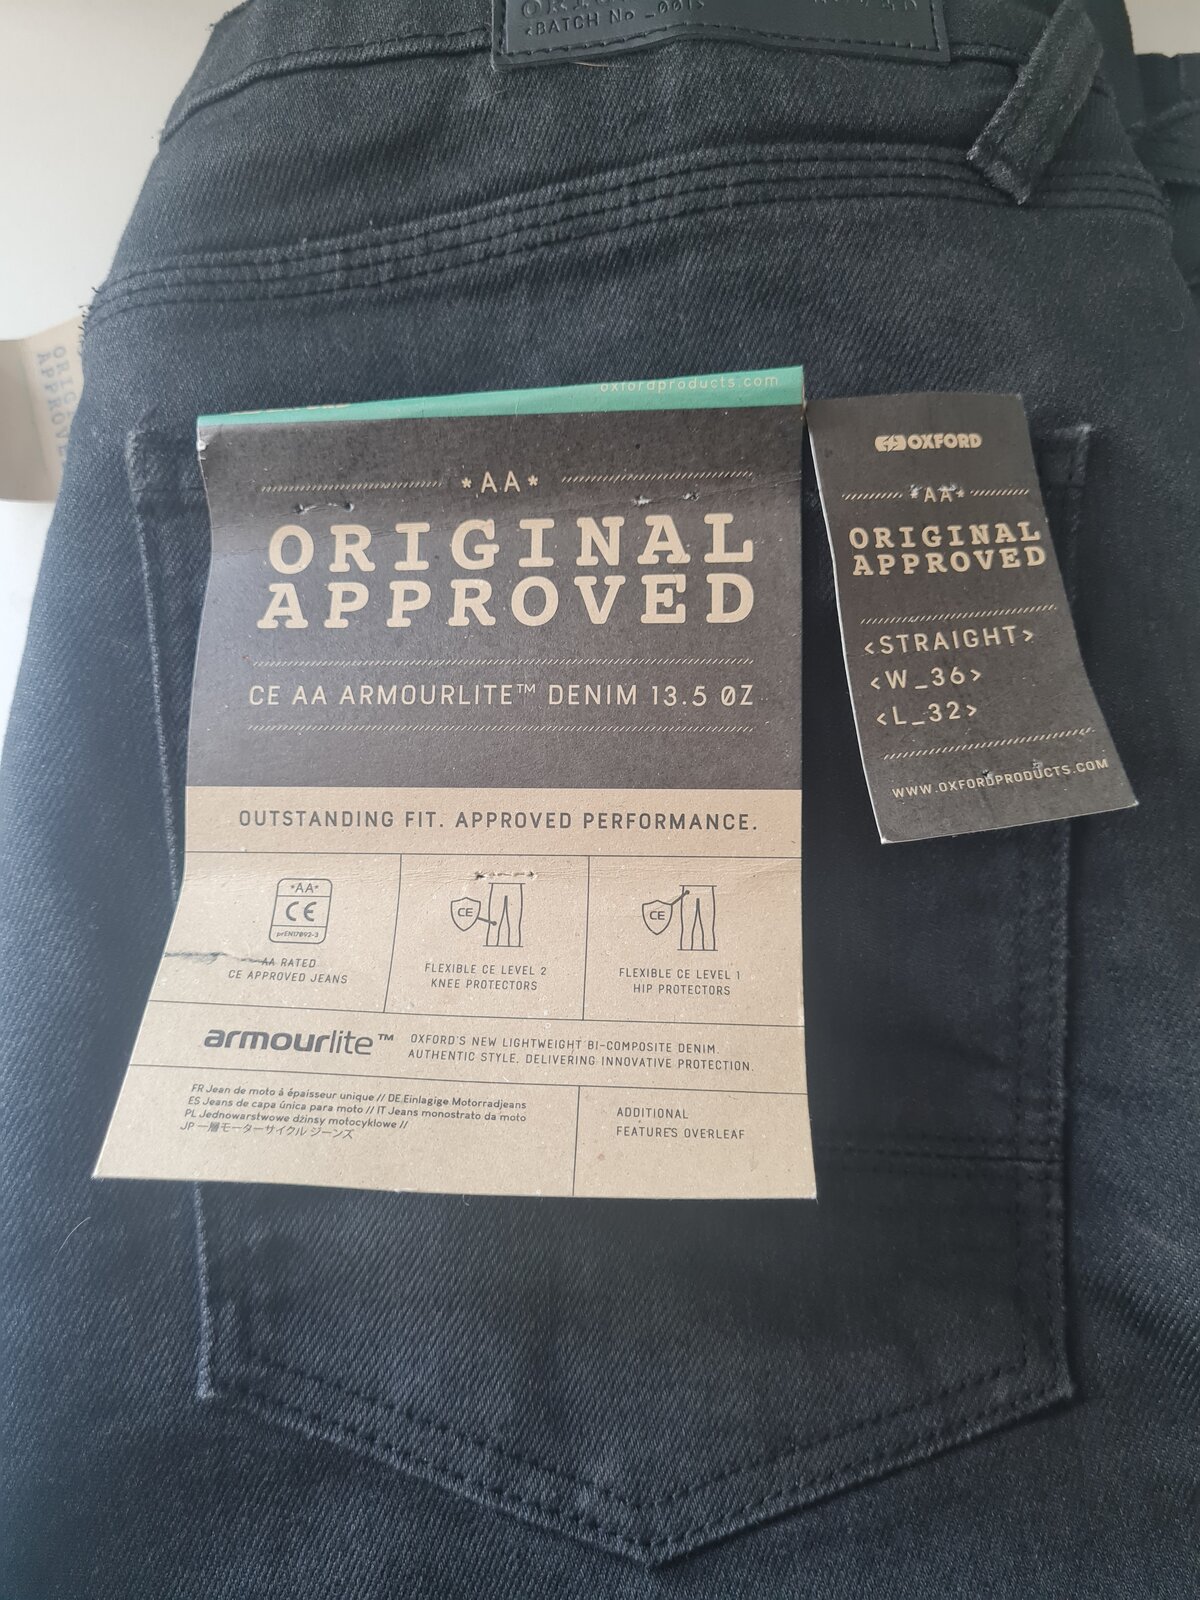 <BATCH No _001>
ORIGINAL
APPROVED
oxfordproducts.com
*AA*
ORIGINAL
APPROVED
CE AA ARMOURLITE™ DENIM 13.5 0Z
OUTSTANDING FIT. APPROVED PERFORMANCE.
*AA*
CE
prEN17092-3
AA RATED
CE APPROVED JEANS
CE
FLEXIBLE CE LEVEL 2
KNEE PROTECTORS
CE
FLEXIBLE CE LEVEL 1
HIP PROTECTORS
armourlite™
OXFORD'S NEW LIGHTWEIGHT BI-COMPOSITE DENIM
AUTHENTIC STYLE, DELIVERING INNOVATIVE PROTECTION.
FR Jean de moto à épaisseur unique // DE Einlagige Motorradjeans
ES Jeans de capa única para moto // IT Jeans monostrato da moto
PL Jednowarstwowe dżinsy motocyklowe //
JP 一層モーターサイクル ジーンズ
ADDITIONAL
FEATURES OVERLEAF
OXFORD
*AA*
ORIGINAL
APPROVED
<STRAIGHT>
<W_36>
<L_32>
WWW.OXFORDPRODUCTS.COM